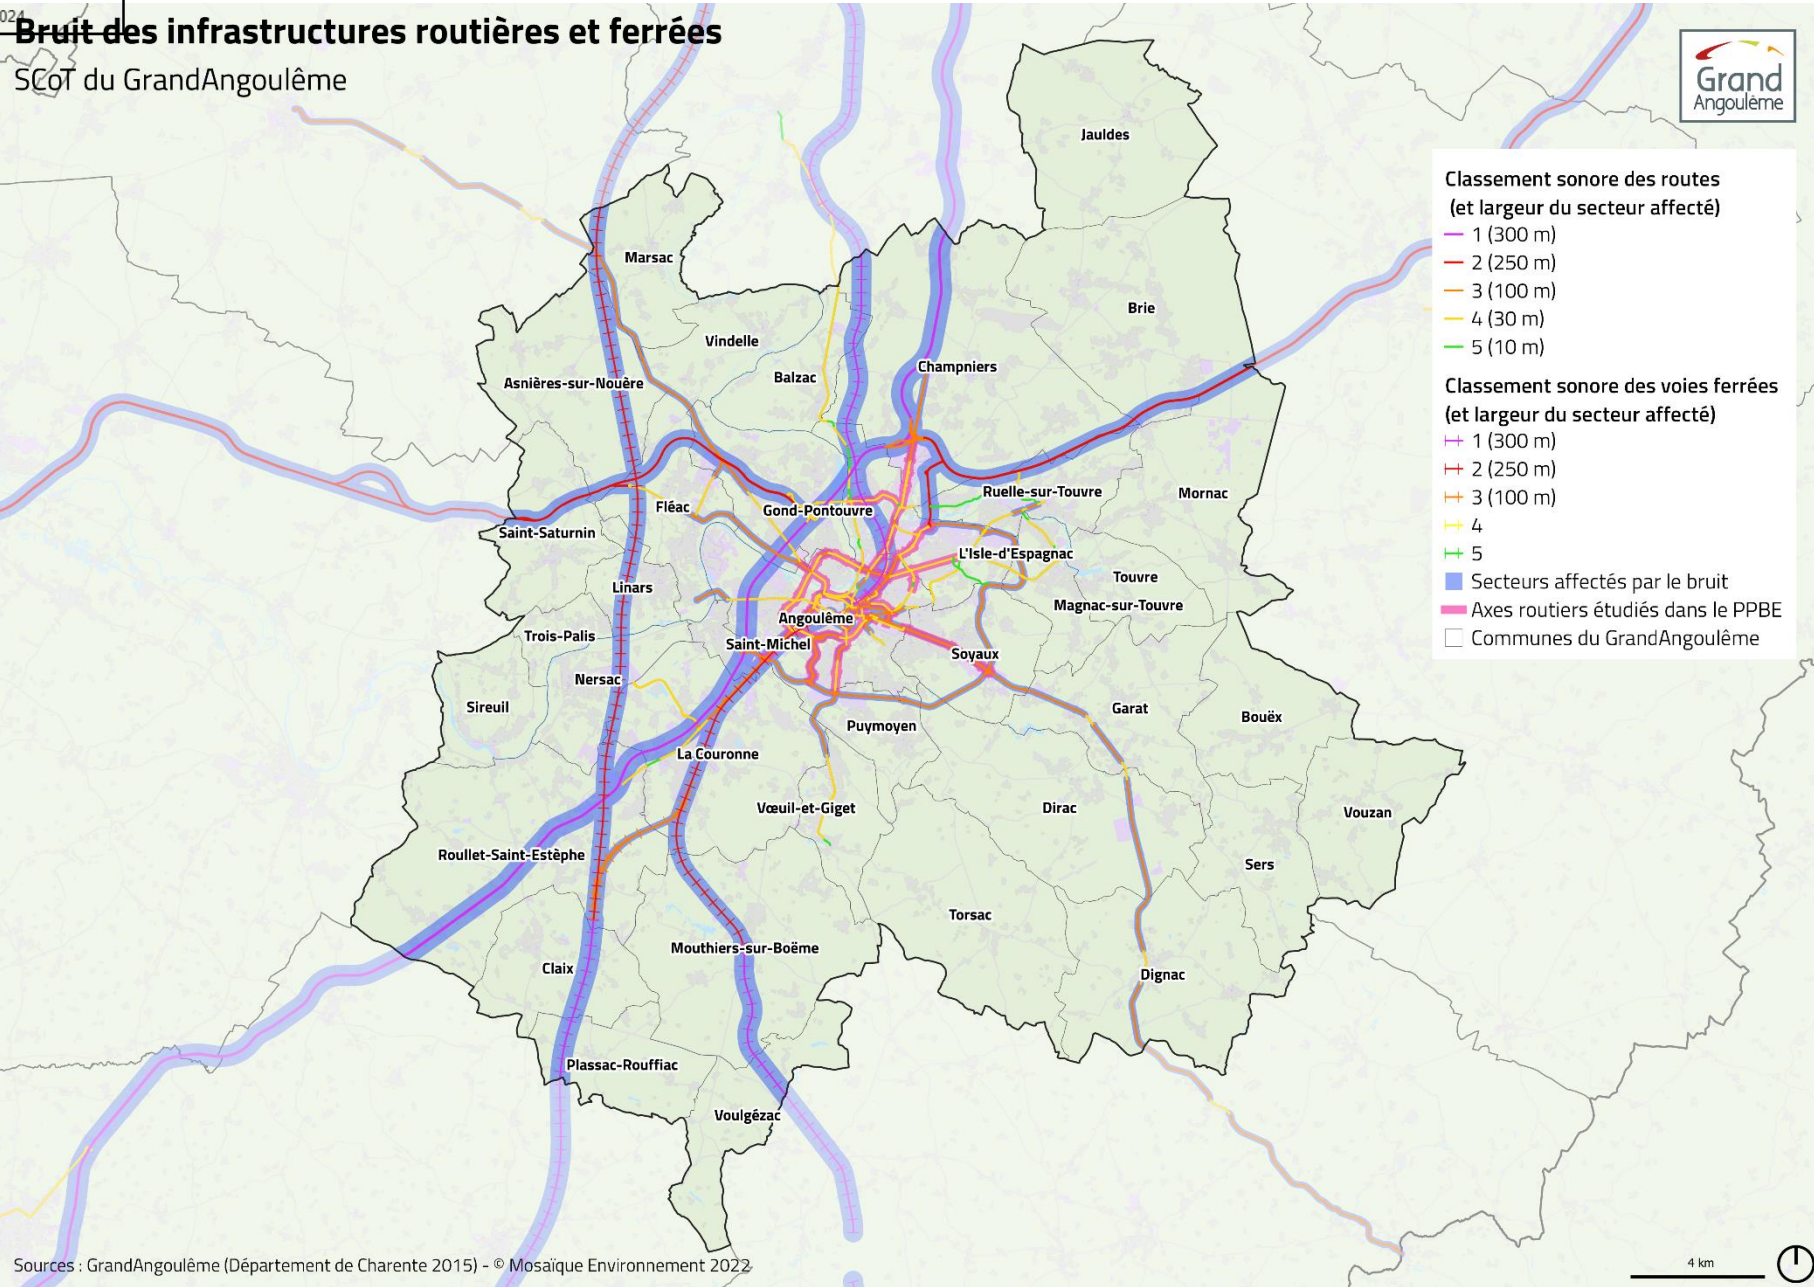 024
Bruit des infrastructures routières et ferrées
SCoT du GrandAngoulême
Grand
Angoulême
Jauldes
Marsac
Brie
Vindelle
Champniers
Balzac
Asnières-sur-Nouère
Ruelle-sur-Touvre
Mornac
Fléac
Gond-Pontouvre
Saint-Saturnin
L'Isle-d'Espagnac
Touvre
Linars
Magnac-sur-Touvre
Angoulême
Trois-Palis
Saint-Michel
Soyaux
Nersac
Sireuil
Garat
Bouëx
Puymoyen
La Couronne
Vœuil-et-Giget
Dirac
Vouzan
Roullet-Saint-Estèphe
Sers
Torsac
Mouthiers-sur-Boëme
Claix
Dignac
Plassac-Rouffiac
Voulgézac
Classement sonore des routes
(et largeur du secteur affecté)
1 (300 m)
2 (250 m)
3 (100 m)
4 (30 m)
5 (10 m)
Classement sonore des voies ferrées
(et largeur du secteur affecté)
1 (300 m)
2 (250 m)
3 (100 m)
4
5
Secteurs affectés par le bruit
Axes routiers étudiés dans le PPBE
Communes du GrandAngoulême
Sources : GrandAngoulême (Département de Charente 2015) - © Mosaïque Environnement 2022
4 km